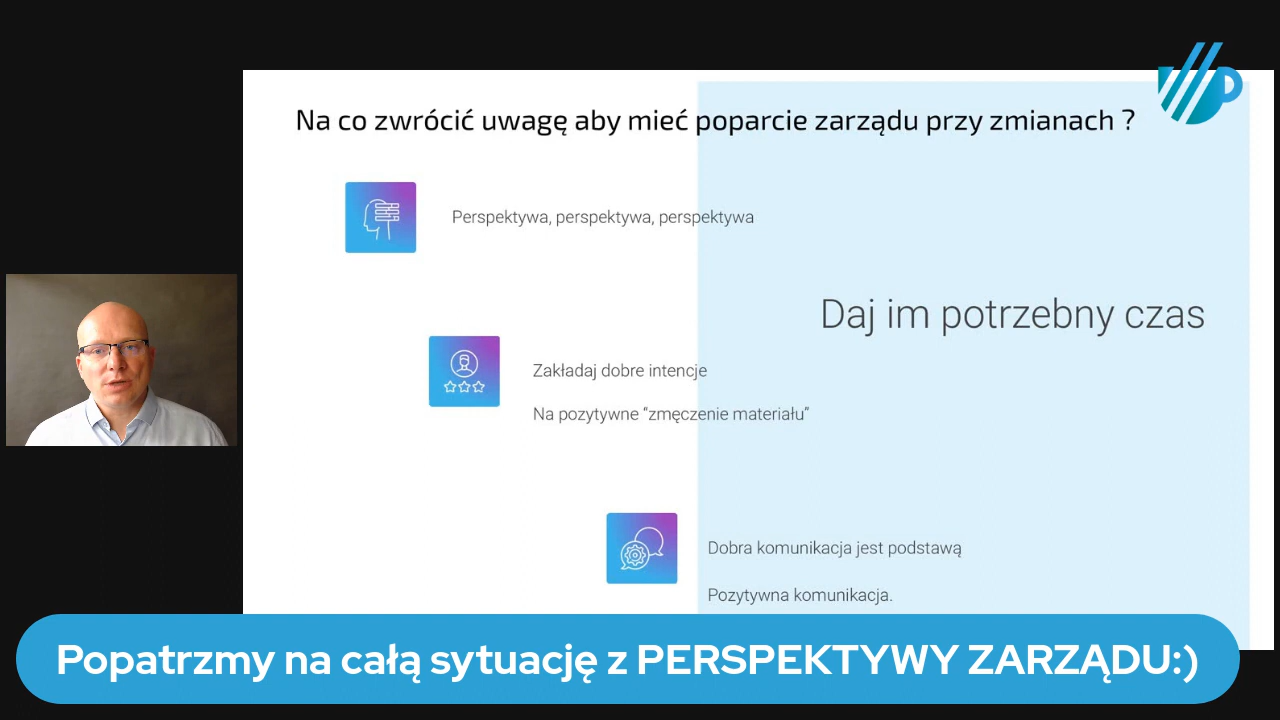 Na co zwrócić uwagę aby mieć poparcie zarządu przy zmianach ?
Perspektywa, perspektywa, perspektywa
Daj im potrzebny czas
Zakładaj dobre intencje
Na pozytywne “zmęczenie materiału”
Dobra komunikacja jest podstawą
Pozytywna komunikacja.
Popatrzmy na całą sytuację z PERSPEKTYWY ZARZĄDU:)